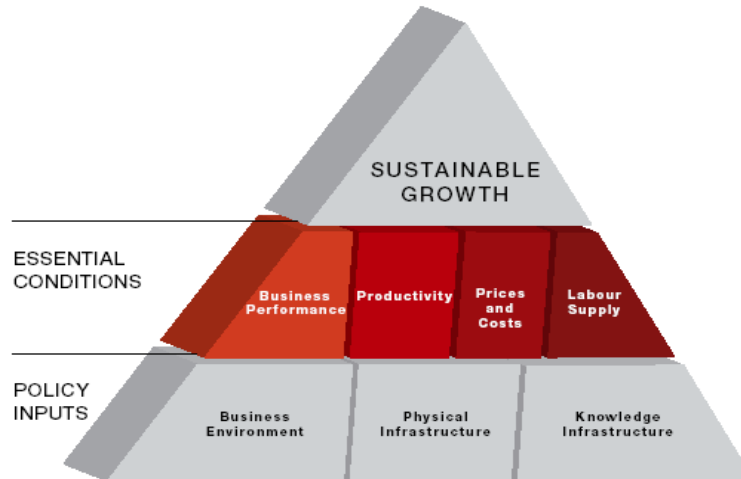 SUSTAINABLE
GROWTH
ESSENTIAL
CONDITIONS
Business
Performance
Productivity
Prices
and
Costs
Labour
Supply
POLICY
INPUTS
Business
Environment
Physical
Infrastructure
Knowledge
Infrastructure